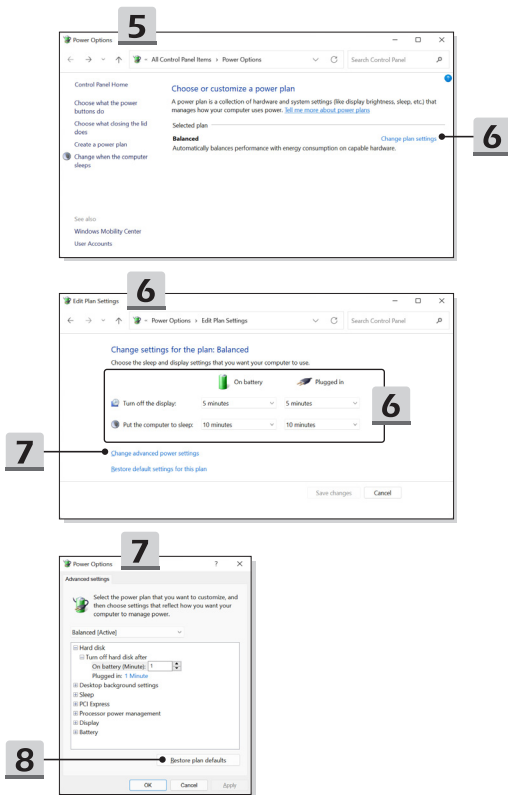 5
Power Options
All Control Panel Items › Power Options
Search Control Panel
Control Panel Home
Choose what the power
buttons do
Choose what closing the lid
does
Create a power plan
Change when the computer
sleeps
See also
Windows Mobility Center
User Accounts
Choose or customize a power plan
A power plan is a collection of hardware and system settings (like display brightness, sleep, etc.) that
manages how your computer uses power. Tell me more about power plans
Selected plan
Balanced
Change plan settings
6
Automatically balances performance with energy consumption on capable hardware.
6
Edit Plan Settings
Power Options › Edit Plan Settings
Search Control Panel
Change settings for the plan: Balanced
Choose the sleep and display settings that you want your computer to use.
On battery
Plugged in
Turn off the display:
5 minutes
5 minutes
6
Put the computer to sleep:
10 minutes
10 minutes
7
Change advanced power settings
Restore default settings for this plan
Save changes
Cancel
7
Power Options
?
Advanced settings
Select the power plan that you want to customize, and
then choose settings that reflect how you want your
computer to manage power.
Balanced [Active]
Hard disk
Turn off hard disk after
On battery (Minute): 1
Plugged in: 1 Minute
Desktop background settings
Sleep
PCI Express
Processor power management
Display
Battery
8
Restore plan defaults
OK
Cancel
Apply